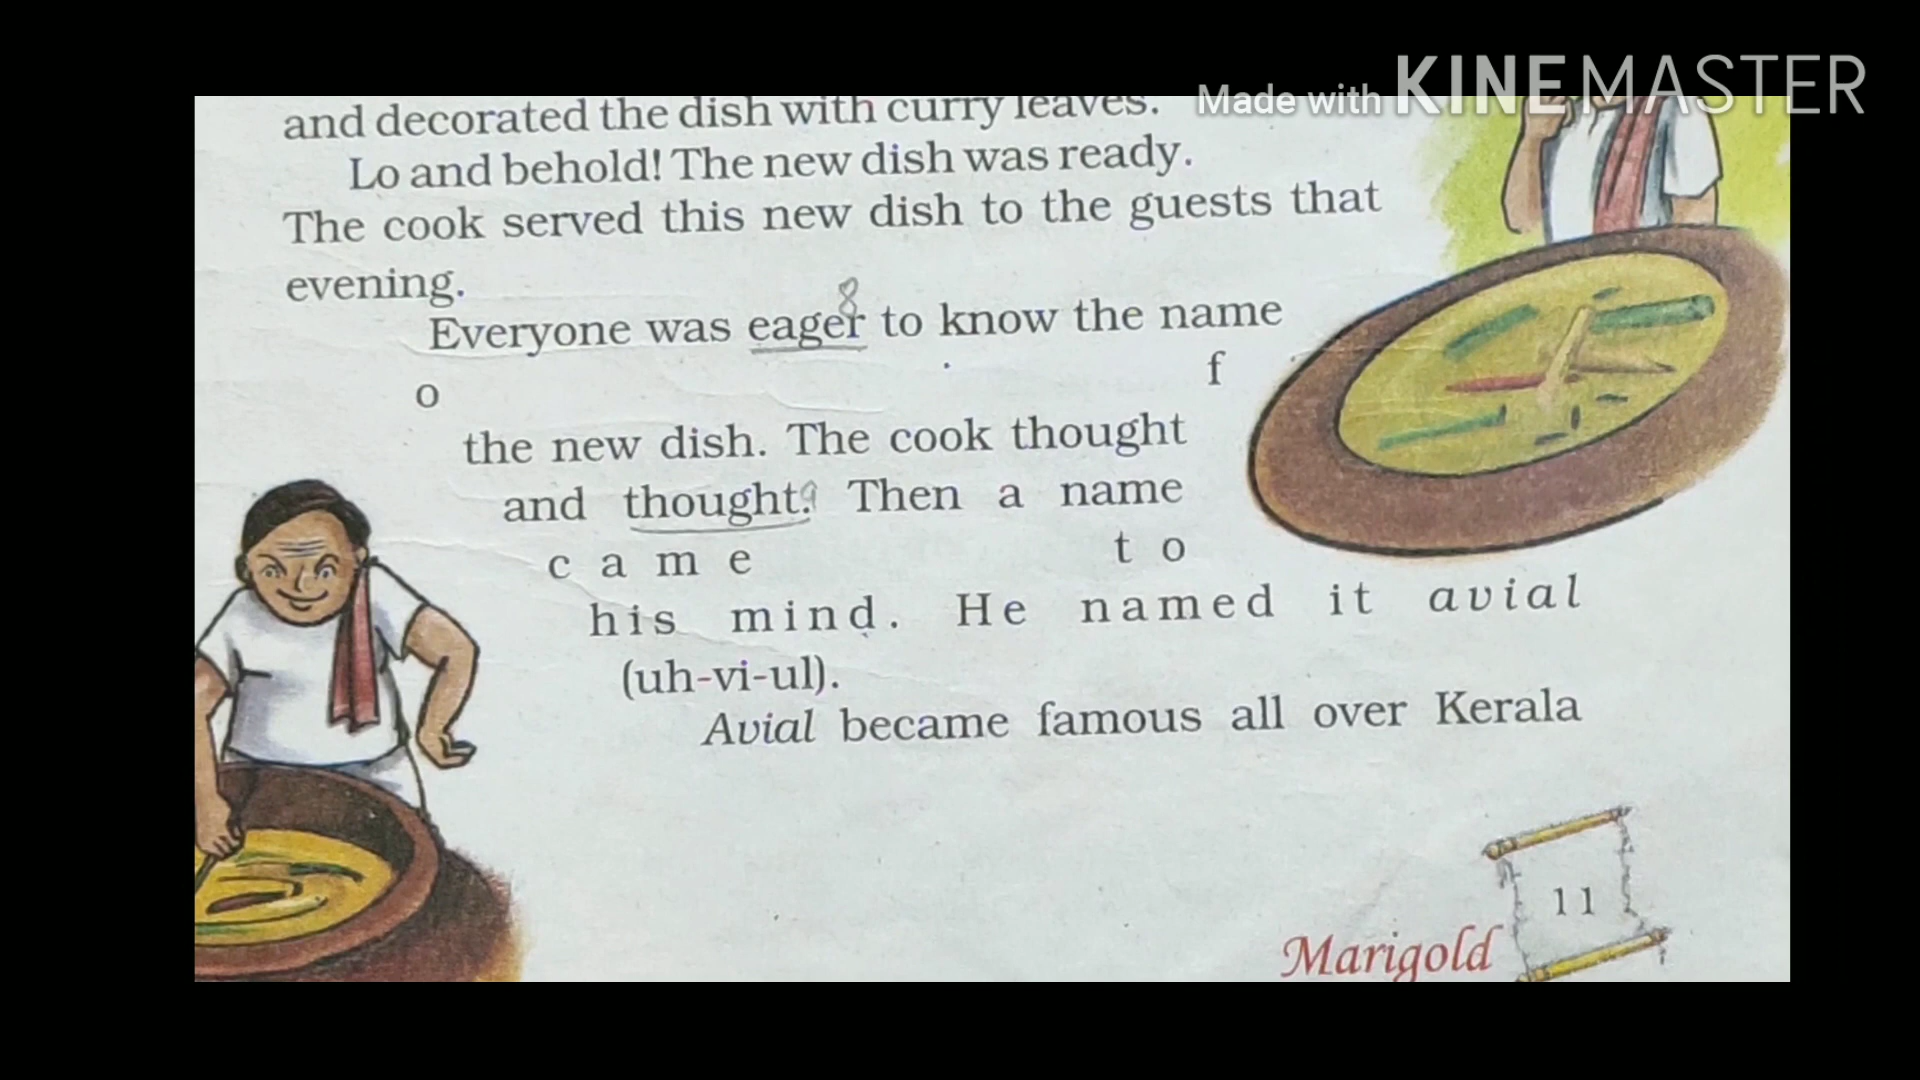 Made with KINEMASTER
and decorated the dish with curry leaves.
Lo and behold! The new dish was ready.
The cook served this new dish to the guests that
evening.
8
Everyone was eager to know the name
o f
the new dish. The cook thought
and thought. 9 Then a name
c a m e t o
his mind. He named it avial
(uh-vi-ul).
Avial became famous all over Kerala
11
Marigold